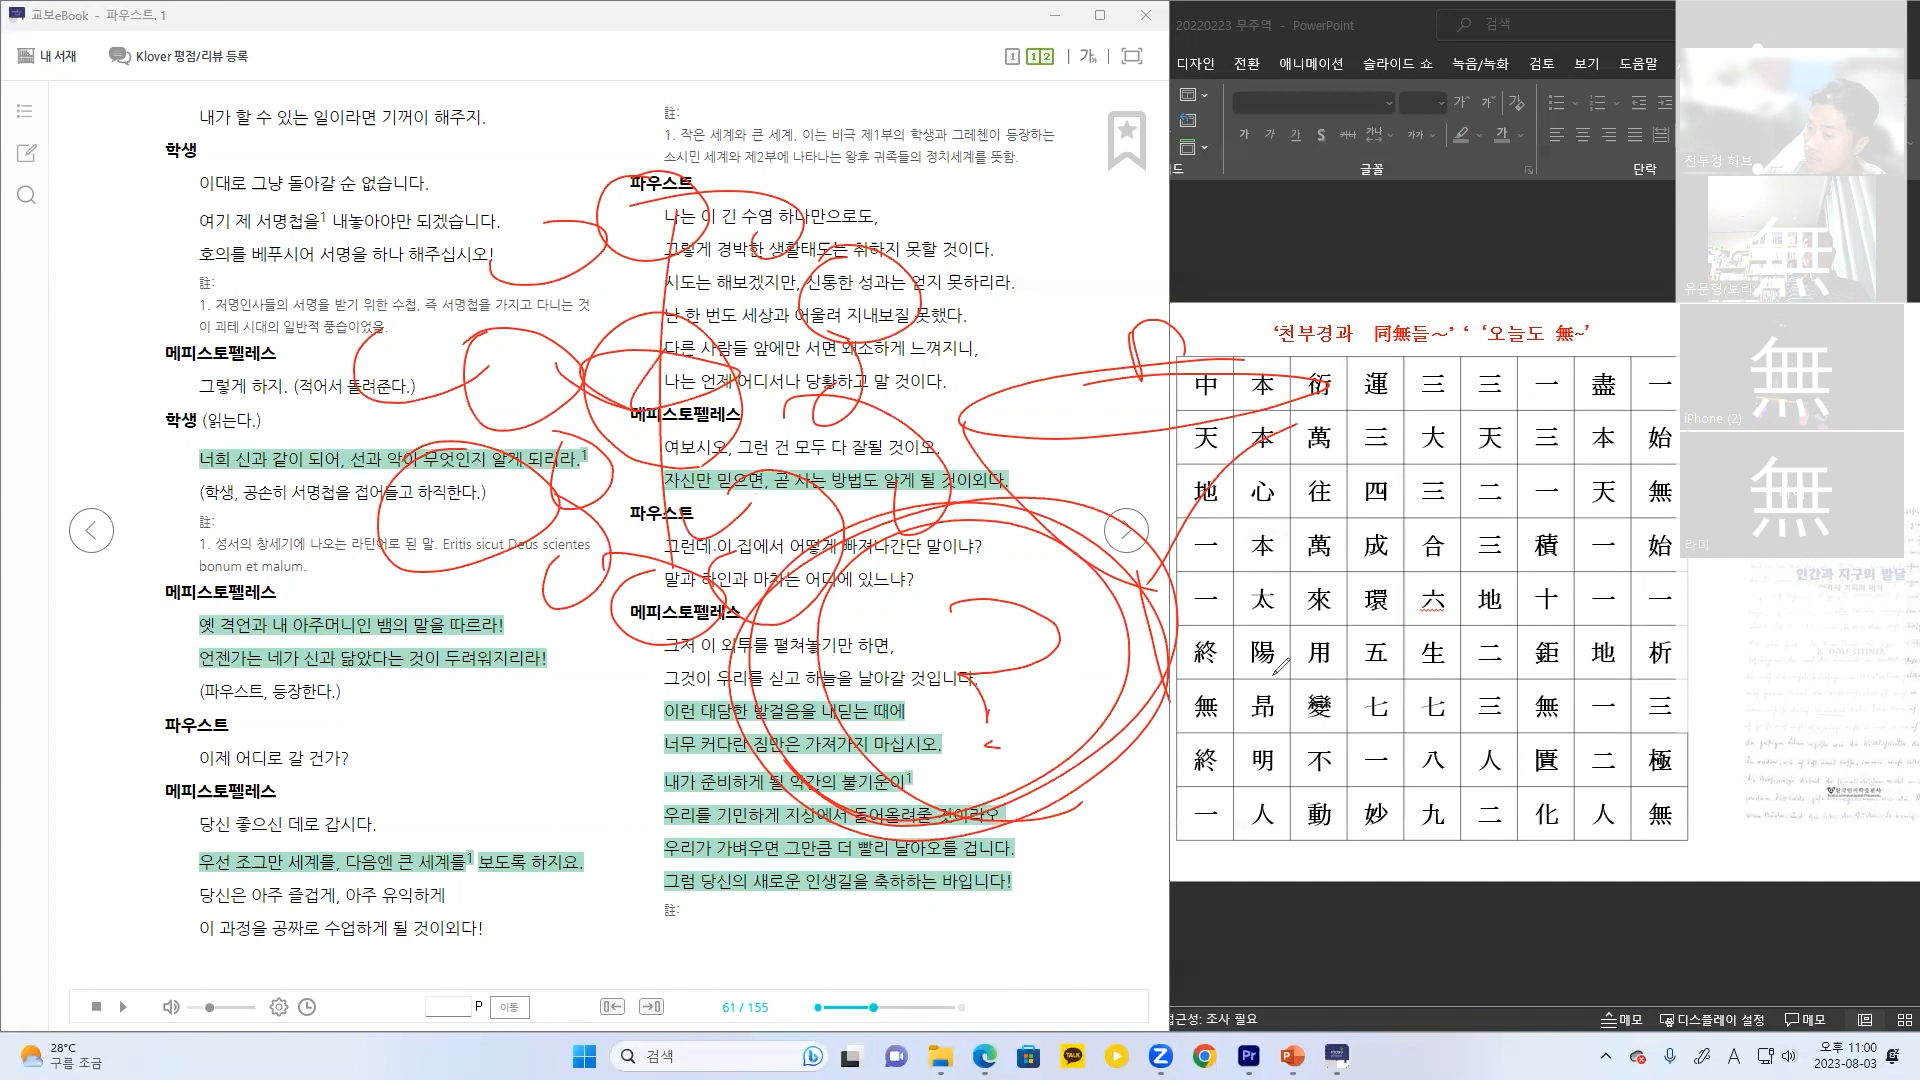 교보eBook - 파우스트. 1
내 서재
Klover 평점/리뷰 등록
내가 할 수 있는 일이라면 기꺼이 해주지.
학생
이대로 그냥 돌아갈 순 없습니다.
여기 제 서명첩을1 내놓아야만 되겠습니다.
호의를 베푸시어 서명을 하나 해주십시오!
註:
1. 저명인사들의 서명을 받기 위한 수첩. 즉 서명첩을 가지고 다니는 것
이 괴테 시대의 일반적 풍습이었음.
메피스토펠레스
그렇게 하지. (적어서 돌려준다.)
학생 (읽는다.)
너희 신과 같이 되어, 선과 악이 무엇인지 알게 되리라.1
(학생, 공손히 서명첩을 접어들고 하직한다.)
註:
1. 성서의 창세기에 나오는 라틴어로 된 말. Eritis sicut Deus scientes
bonum et malum.
메피스토펠레스
옛 격언과 내 아주머니인 뱀의 말을 따르라!
언젠가는 네가 신과 닮았다는 것이 두려워지리라!
(파우스트, 등장한다.)
파우스트
이제 어디로 갈 건가?
메피스토펠레스
당신 좋으신 데로 갑시다.
우선 조그만 세계를, 다음엔 큰 세계를1 보도록 하지요.
당신은 아주 즐겁게, 아주 유익하게
이 과정을 공짜로 수업하게 될 것이외다!
註:
1. 작은 세계와 큰 세계. 이는 비극 제1부의 학생과 그레첸이 등장하는
소시민 세계와 제2부에 나타나는 왕후 귀족들의 정치세계를 뜻함.
파우스트
나는 이 긴 수염 하나만으로도,
그렇게 경박한 생활태도는 취하지 못할 것이다.
시도는 해보겠지만, 신통한 성과는 얻지 못하리라.
난 한 번도 세상과 어울려 지내보질 못했다.
다른 사람들 앞에만 서면 왜소하게 느껴지니,
나는 언제 어디서나 당황하고 말 것이다.
메피스토펠레스
여보시오, 그런 건 모두 다 잘될 것이오.
자신만 믿으면, 곧 사는 방법도 알게 될 것이외다.
파우스트
그런데 이 집에서 어떻게 빠져나간단 말이냐?
말과 하인과 마차는 어디에 있느냐?
메피스토펠레스
그저 이 외투를 펼쳐놓기만 하면,
그것이 우리를 싣고 하늘을 날아갈 것입니다.
이런 대담한 발걸음을 내딛는 때에
너무 커다란 짐만은 가져가지 마십시오.
내가 준비하게 될 약간의 불기운이1
우리를 기민하게 지상에서 들어올려줄 것이라오.
우리가 가벼우면 그만큼 더 빨리 날아오를 겁니다.
그럼 당신의 새로운 인생길을 축하하는 바입니다!
註:
P 이동
61 / 155
20220223 무주역 - PowerPoint
검색
디자인 전환 애니메이션 슬라이드 쇼 녹음/녹화 검토 보기 도움말
글꼴
단락
'천부경과 同無들~' ' '오늘도 無~'
中 本 衍 運 三 三 一 盡 一
天 本 萬 三 大 天 三 本 始
地 心 往 四 三 二 一 天 無
一 本 萬 成 合 三 積 一 始
一 太 來 環 六 地 十 一 一
終 陽 用 五 生 二 鉅 地 析
無 昻 變 七 七 三 無 一 三
終 明 不 一 八 人 匱 二 極
一 人 動 妙 九 二 化 人 無
천부경 허브
無
유문형(보리
無
iPhone (2)
無
라미
인간과 지구의 발달
접근성: 조사 필요
메모
디스플레이 설정
메모
28°C
구름 조금
검색
오후 11:00
2023-08-03